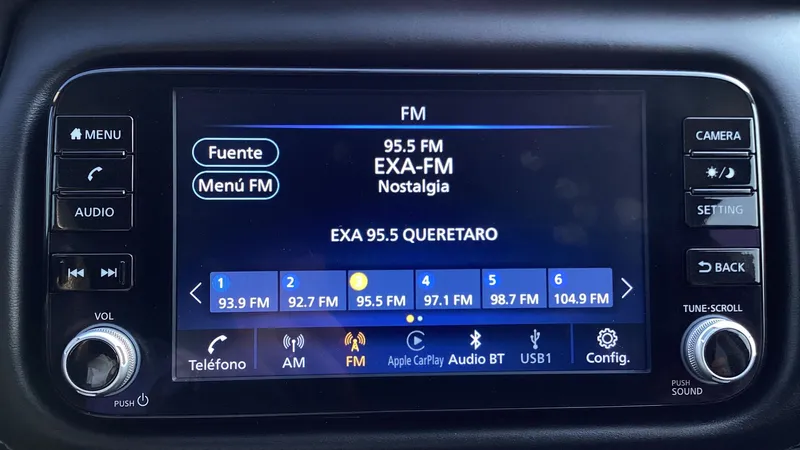 MENU
AUDIO
VOL
PUSH
FM
Fuente
Menú FM
95.5 FM
EXA-FM
Nostalgia
EXA 95.5 QUERETARO
1
93.9 FM
2
92.7 FM
95.5 FM
4
97.1 FM
5
98.7 FM
6
104.9 FM
Teléfono
AM
FM
Apple CarPlay
Audio BT
USB1
Config.
CAMERA
SETTING
BACK
TUNE·SCROLL
PUSH
SOUND